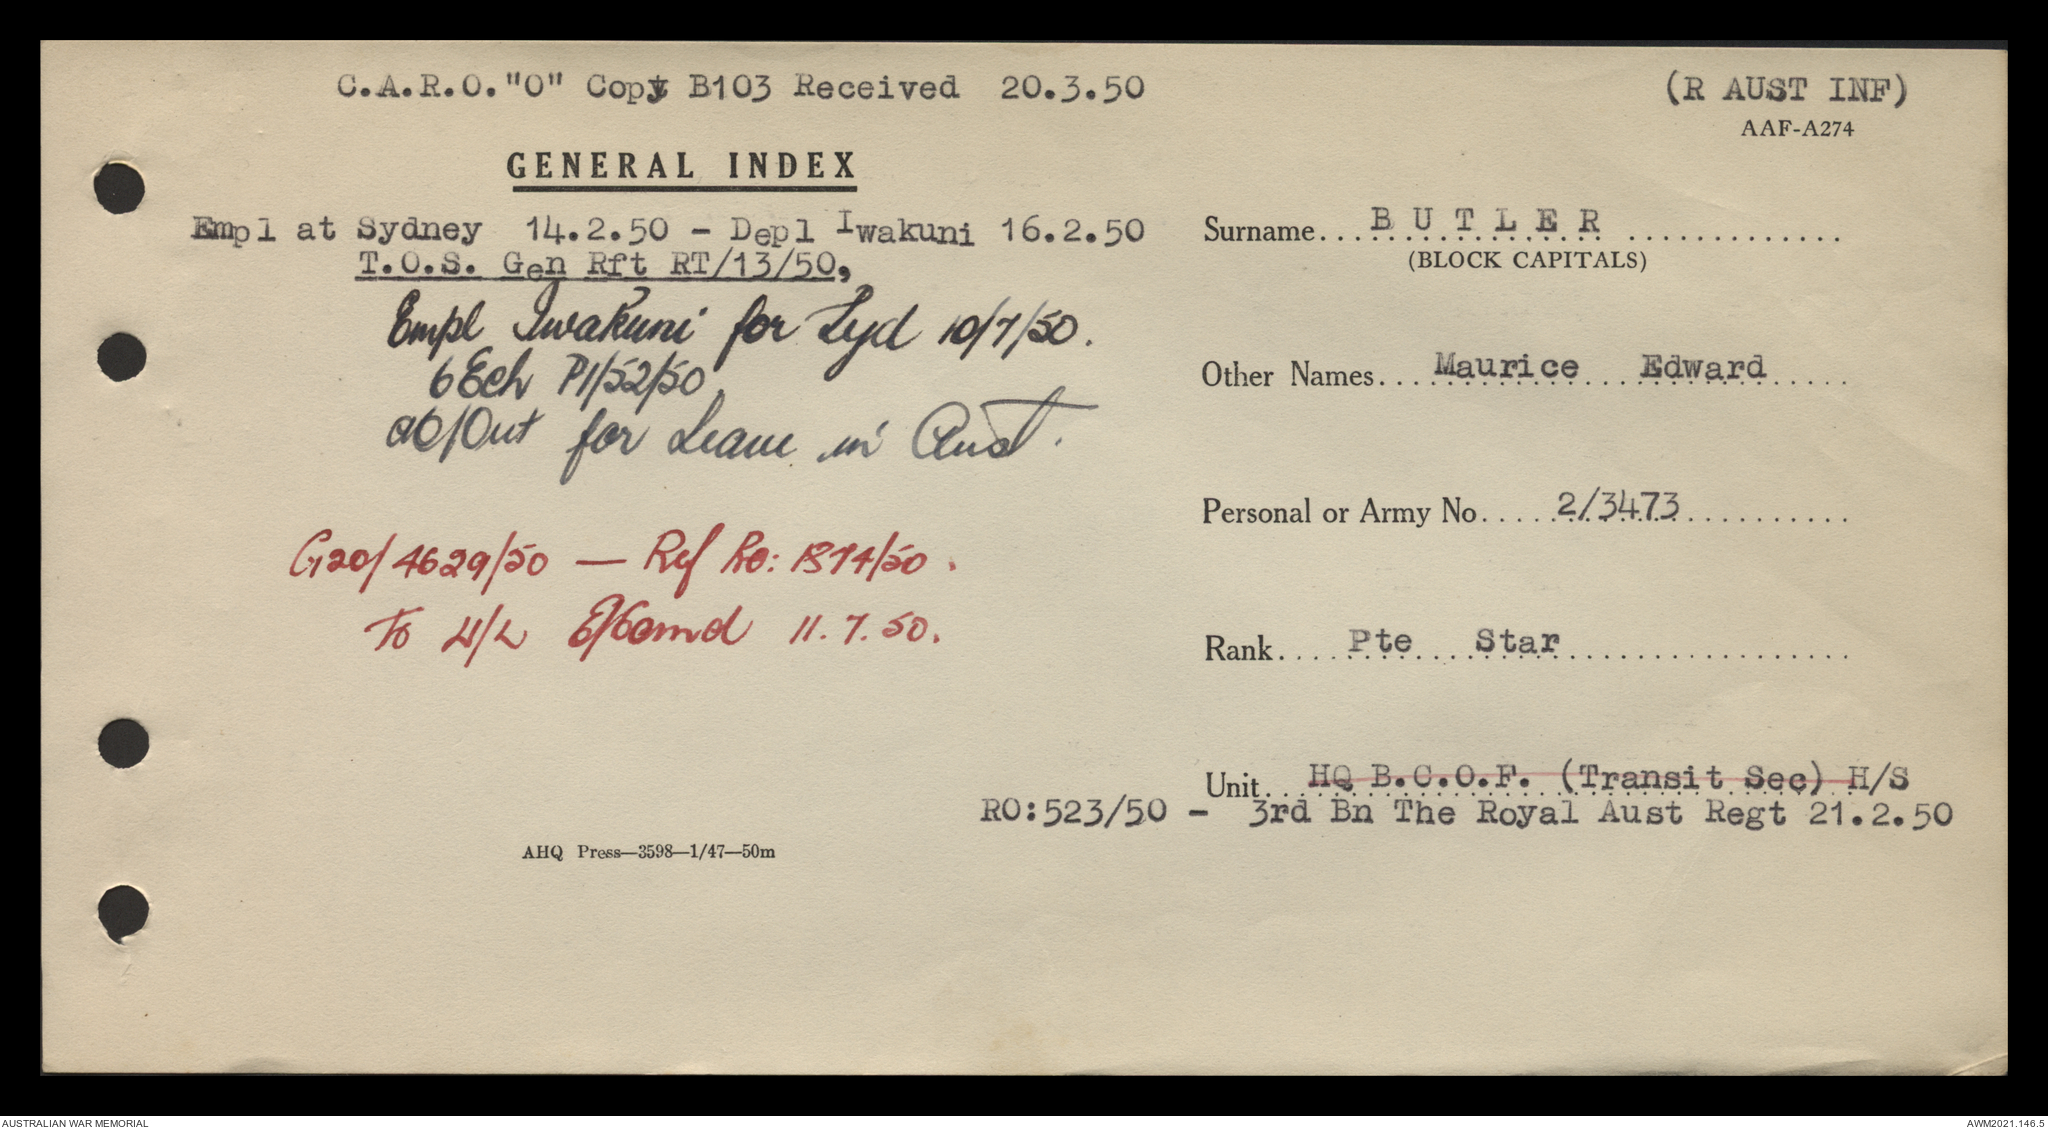 C.A.R.O."O" Copy B103 Received 20.3.50
(R AUST INF)
AAF-A274
GENERAL INDEX
Empl at Sydney 14.2.50 - Depl Iwakuni 16.2.50
T.O.S. Gen Rft RT/13/50,
Empl Iwakuni for Syd 10/7/50.
6 Ech P1/52/50
for Leave in Aust.
G20/4629/50 — Ref Ro: 1374/50.
To 11.7.50.
Surname BUTLER
(BLOCK CAPITALS)
Other Names Maurice Edward
Personal or Army No. 2/3473
Rank Pte Star
Unit HQ B.C.O.F. (Transit Sec) H/S
RO:523/50 - 3rd Bn The Royal Aust Regt 21.2.50
AHQ Press—3598—1/47—50m
AUSTRALIAN WAR MEMORIAL
AWM2021.146.5